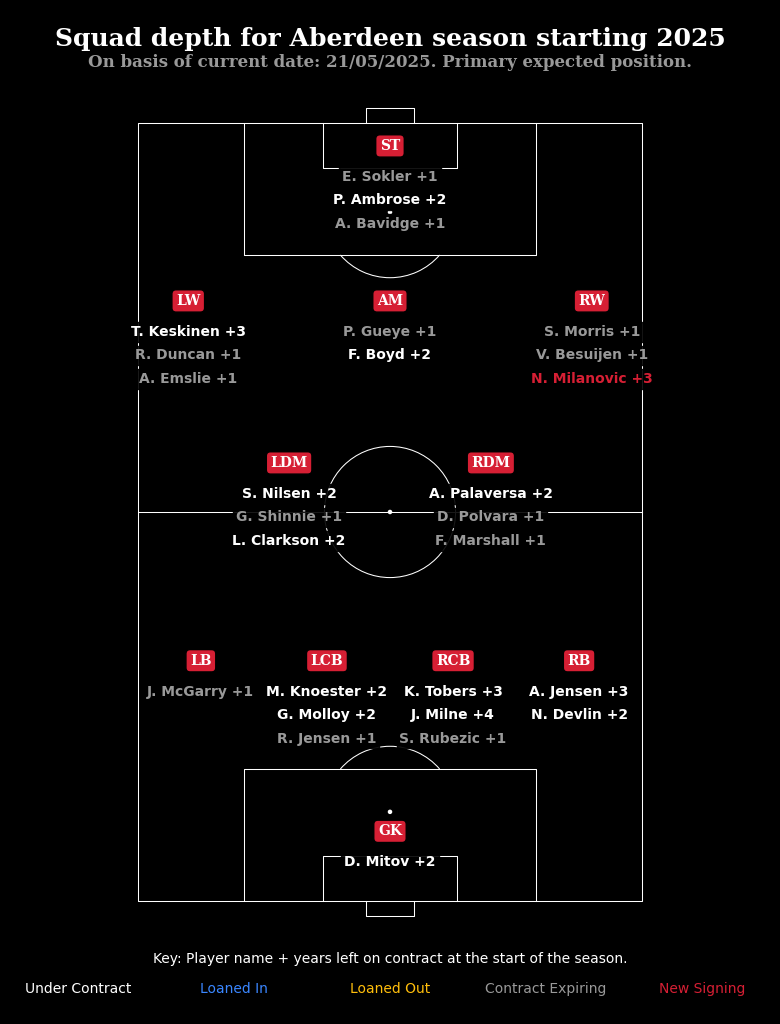 Squad depth for Aberdeen season starting 2025
On basis of current date: 21/05/2025. Primary expected position.
ST
E. Sokler +1
P. Ambrose +2
A. Bavidge +1
LW
T. Keskinen +3
R. Duncan +1
A. Emslie +1
AM
P. Gueye +1
F. Boyd +2
RW
S. Morris +1
V. Besuijen +1
N. Milanovic +3
LDM
S. Nilsen +2
G. Shinnie +1
L. Clarkson +2
RDM
A. Palaversa +2
D. Polvara +1
F. Marshall +1
LB
J. McGarry +1
LCB
M. Knoester +2
G. Molloy +2
R. Jensen +1
RCB
K. Tobers +3
J. Milne +4
S. Rubezic +1
RB
A. Jensen +3
N. Devlin +2
GK
D. Mitov +2
Key: Player name + years left on contract at the start of the season.
Under Contract
Loaned In
Loaned Out
Contract Expiring
New Signing